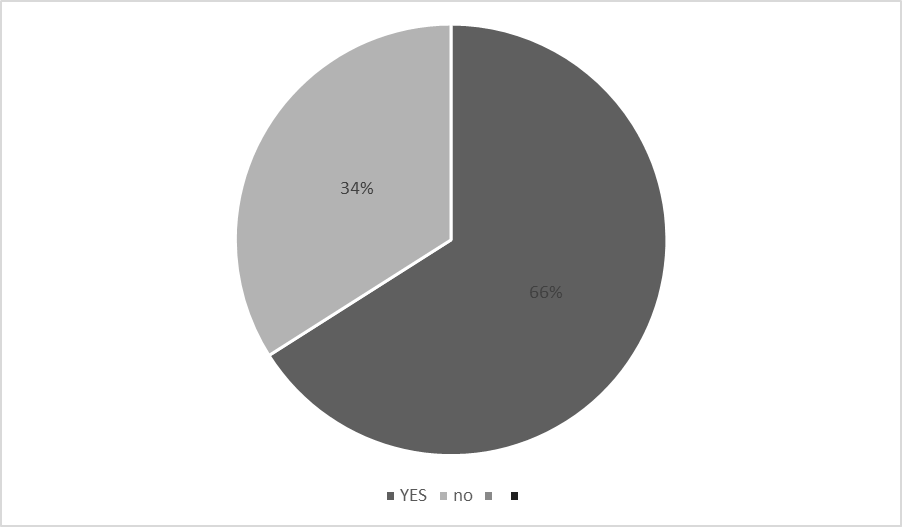 34%
66%
YES no